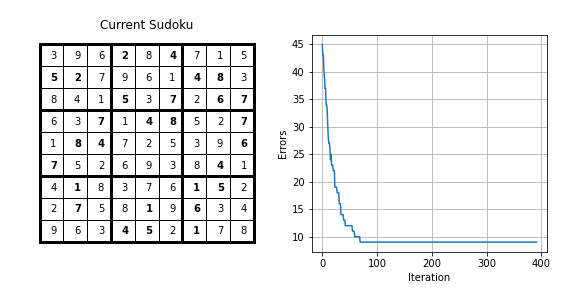 Current Sudoku
3 9 6 2 8 4 7 1 5
5 2 7 9 6 1 4 8 3
8 4 1 5 3 7 2 6 7
6 3 7 1 4 8 5 2 7
1 8 4 7 2 5 3 9 6
7 5 2 6 9 3 8 4 1
4 1 8 3 7 6 1 5 2
2 7 5 8 1 9 6 3 4
9 6 3 4 5 2 1 7 8
45
40
35
30
25
20
15
10
Errors
0 100 200 300 400
Iteration